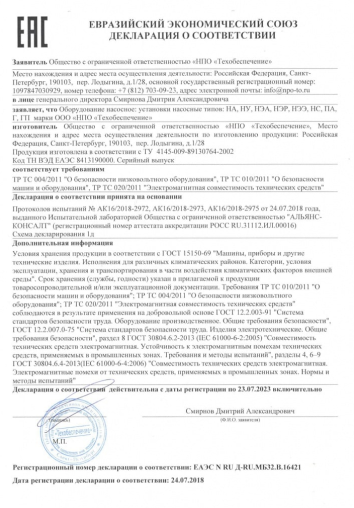 ЕВРАЗИЙСКИЙ ЭКОНОМИЧЕСКИЙ СОЮЗ
ДЕКЛАРАЦИЯ О СООТВЕТСТВИИ
Заявитель Общество с ограниченной ответственностью «НПО «Техобеспечение»
Место нахождения и адрес места осуществления деятельности: Российская Федерация, Санкт-
Петербург, 190103, пер. Лодыгина, д.1/28, основной государственный регистрационный номер:
1097847030929, номер телефона: +7 (812) 703-09-23, адрес электронной почты: info@npo-to.ru
в лице генерального директора Смирнова Дмитрия Александровича
заявляет, что Оборудование насосное: установки насосные типов: НА, НУ, НЭА, НЭР, НУЭ, НС, ПА,
Г, ГП марки ООО «НПО «Техобеспечение»
изготовитель Общество с ограниченной ответственностью «НПО «Техобеспечение», Место
нахождения и адрес места осуществления деятельности по изготовлению продукции: Российская
Федерация, Санкт-Петербург, 190103, пер. Лодыгина, д.1/28
Продукция изготовлена в соответствии с ТУ 4145-009-89130764-2002
Код ТН ВЭД ЕАЭС 8413190000. Серийный выпуск
соответствует требованиям
ТР ТС 004/2011 "О безопасности низковольтного оборудования", ТР ТС 010/2011 "О безопасности
машин и оборудования", ТР ТС 020/2011 "Электромагнитная совместимость технических средств"
Декларация о соответствии принята на основании
Протоколов испытаний № АК16/2018-2972, АК16/2018-2973, АК16/2018-2975 от 24.07.2018 года,
выданного Испытательной лабораторией Общества с ограниченной ответственностью "АЛЬЯНС-
КОНСАЛТ" (регистрационный номер аттестата аккредитации РОСС RU.31112.ИЛ.00016)
Схема декларирования 1д
Дополнительная информация
Условия хранения продукции в соответствии с ГОСТ 15150-69 "Машины, приборы и другие
технические изделия. Исполнения для различных климатических районов. Категории, условия
эксплуатации, хранения и транспортирования в части воздействия климатических факторов внешней
среды". Срок хранения (службы, годности) указан в прилагаемой к продукции
товаросопроводительной и/или эксплуатационной документации. Требования ТР ТС 010/2011 "О
безопасности машин и оборудования"; ТР ТС 004/2011 "О безопасности низковольтного
оборудования"; ТР ТС 020/2011 "Электромагнитная совместимость технических средств"
соблюдаются в результате применения на добровольной основе ГОСТ 12.2.003-91 "Система
стандартов безопасности труда. Оборудование производственное. Общие требования безопасности",
ГОСТ 12.2.007.0-75 "Система стандартов безопасности труда. Изделия электротехнические. Общие
требования безопасности", раздел 8 ГОСТ 30804.6.2-2013 (IEC 61000-6-2:2005) "Совместимость
технических средств электромагнитная. Устойчивость к электромагнитным помехам технических
средств, применяемых в промышленных зонах. Требования и методы испытаний", разделы 4, 6–9
ГОСТ 30804.6.4-2013(IEC 61000-6-4:2006) "Совместимость технических средств электромагнитная.
Электромагнитные помехи от технических средств, применяемых в промышленных зонах. Нормы и
методы испытаний"
Декларация о соответствии действительна с даты регистрации по 23.07.2023 включительно
Смирнов Дмитрий Александрович
(подпись)
(Ф.И.О. заявителя)
М.П.
Регистрационный номер декларации о соответствии: ЕАЭС N RU Д-RU.МБ32.В.16421
Дата регистрации декларации о соответствии: 24.07.2018